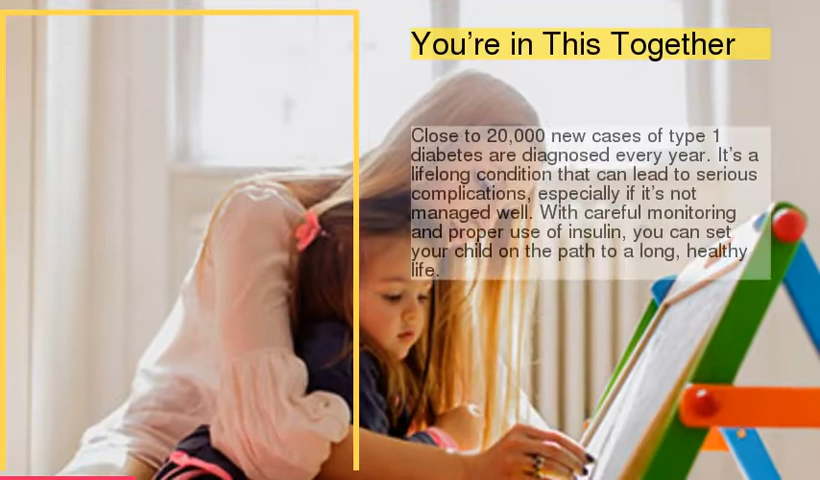 You’re in This Together
Close to 20,000 new cases of type 1
diabetes are diagnosed every year. It’s a
lifelong condition that can lead to serious
complications, especially if it’s not
managed well. With careful monitoring
and proper use of insulin, you can set
your child on the path to a long, healthy
life.